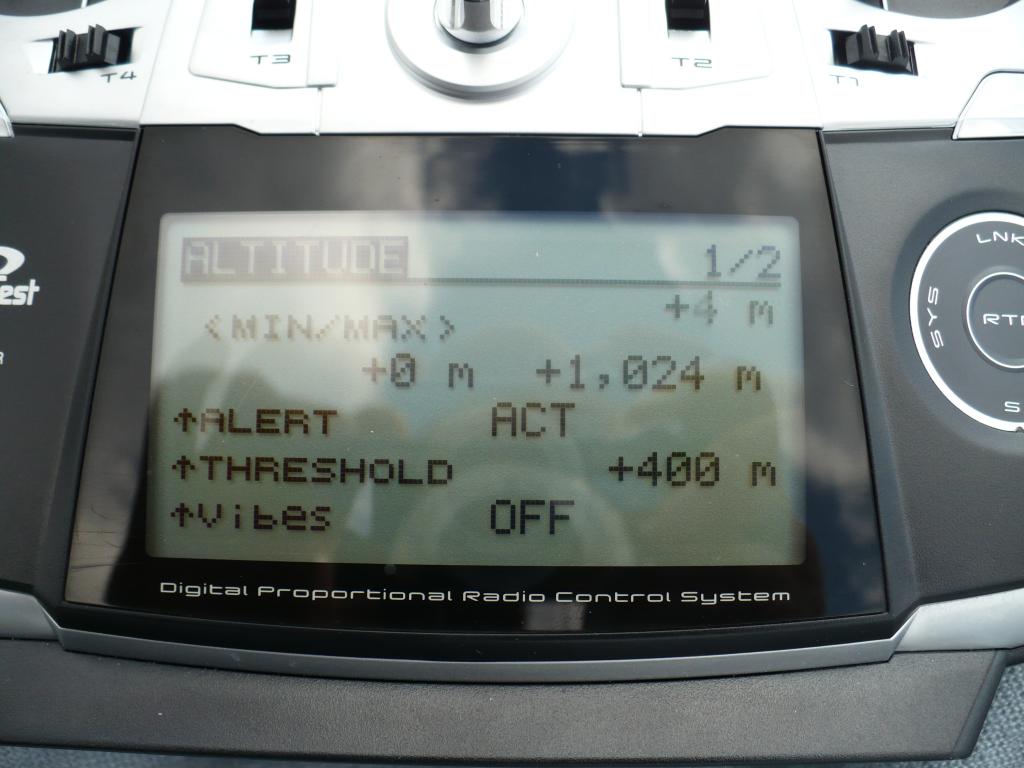 T4
T3
T2
T1
ALTITUDE 1/2
+4 m
<MIN/MAX>
+0 m +1,024 m
↑ALERT ACT
↑THRESHOLD +400 m
↑Vibes OFF
Digital Proportional Radio Control System
est
R
LNK
SYS
RTN
S